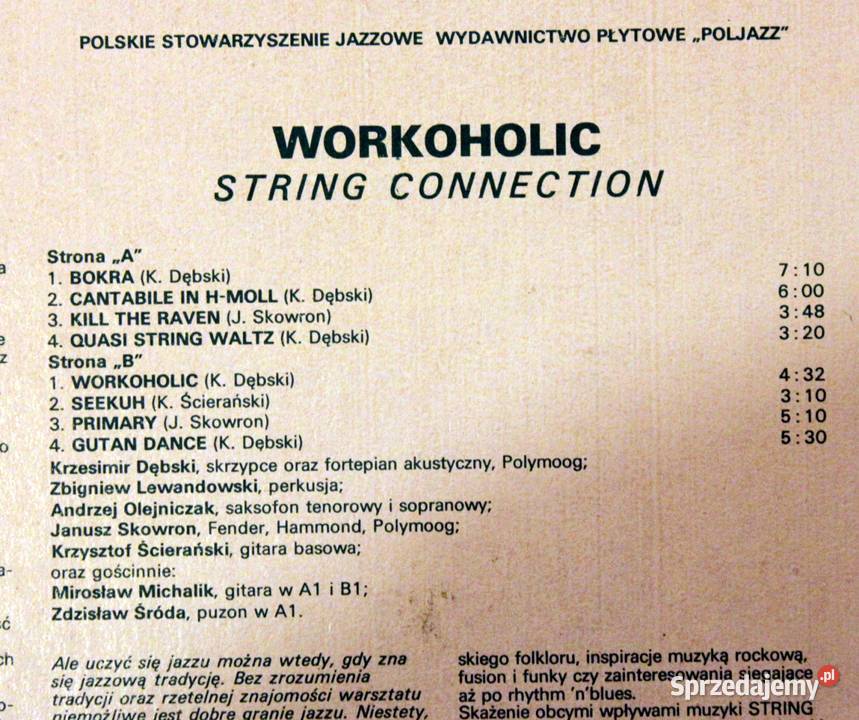 POLSKIE STOWARZYSZENIE JAZZOWE WYDAWNICTWO PŁYTOWE „POLJAZZ”
WORKOHOLIC
STRING CONNECTION
Strona „A”
1. BOKRA (K. Dębski) 7:10
2. CANTABILE IN H-MOLL (K. Dębski) 6:00
3. KILL THE RAVEN (J. Skowron) 3:48
4. QUASI STRING WALTZ (K. Dębski) 3:20
Strona „B”
1. WORKOHOLIC (K. Dębski) 4:32
2. SEEKUH (K. Ścierański) 3:10
3. PRIMARY (J. Skowron) 5:10
4. GUTAN DANCE (K. Dębski) 5:30
Krzesimir Dębski, skrzypce oraz fortepian akustyczny, Polymoog;
Zbigniew Lewandowski, perkusja;
Andrzej Olejniczak, saksofon tenorowy i sopranowy;
Janusz Skowron, Fender, Hammond, Polymoog;
Krzysztof Ścierański, gitara basowa;
oraz gościnnie:
Mirosław Michalik, gitara w A1 i B1;
Zdzisław Śróda, puzon w A1.
Ale uczyć się jazzu można wtedy, gdy zna
się jazzową tradycję. Bez zrozumienia
tradycji oraz rzetelnej znajomości warsztatu
niemożliwe jest dobre granie jazzu. Niestety,
skiego folkloru, inspiracje muzyką rockową,
fusion i funky czy zainteresowania sięgające
aż po rhythm 'n'blues.
Skażenie obcymi wpływami muzyki STRING
Sprzedajemy.pl